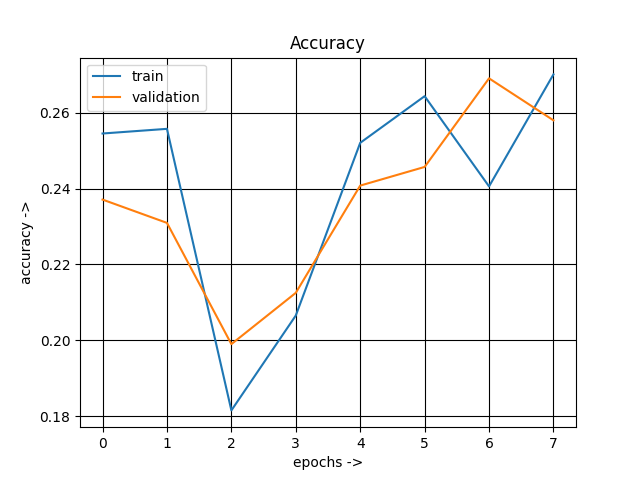 Accuracy
train
validation
0.26
0.24
0.22
0.20
0.18
accuracy ->
0 1 2 3 4 5 6 7
epochs ->